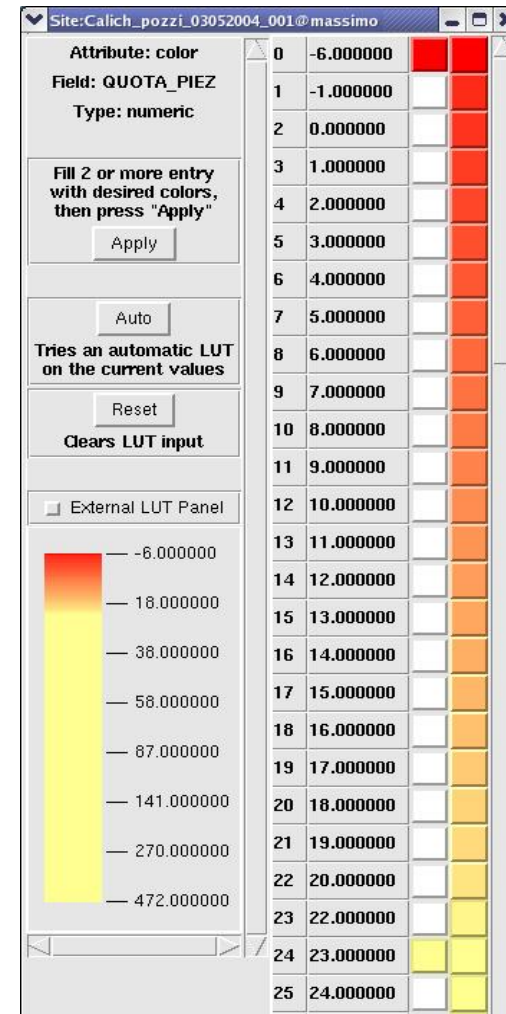 Site:Calich_pozzi_03052004_001@massimo
Attribute: color
Field: QUOTA_PIEZ
Type: numeric
Fill 2 or more entry
with desired colors,
then press "Apply"
Apply
Auto
Tries an automatic LUT
on the current values
Reset
Clears LUT input
External LUT Panel
-6.000000
18.000000
38.000000
58.000000
87.000000
141.000000
270.000000
472.000000
0 -6.000000
1 -1.000000
2 0.000000
3 1.000000
4 2.000000
5 3.000000
6 4.000000
7 5.000000
8 6.000000
9 7.000000
10 8.000000
11 9.000000
12 10.000000
13 11.000000
14 12.000000
15 13.000000
16 14.000000
17 15.000000
18 16.000000
19 17.000000
20 18.000000
21 19.000000
22 20.000000
23 22.000000
24 23.000000
25 24.000000